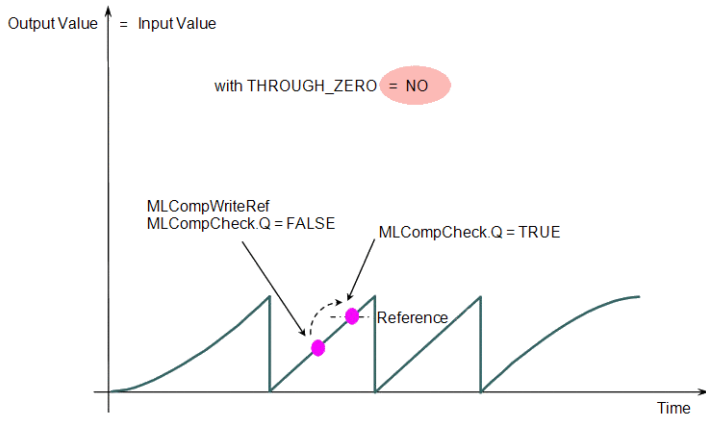 Output Value = Input Value
with THROUGH_ZERO = NO
MLCompWriteRef
MLCompCheck.Q = FALSE
MLCompCheck.Q = TRUE
Reference
Time